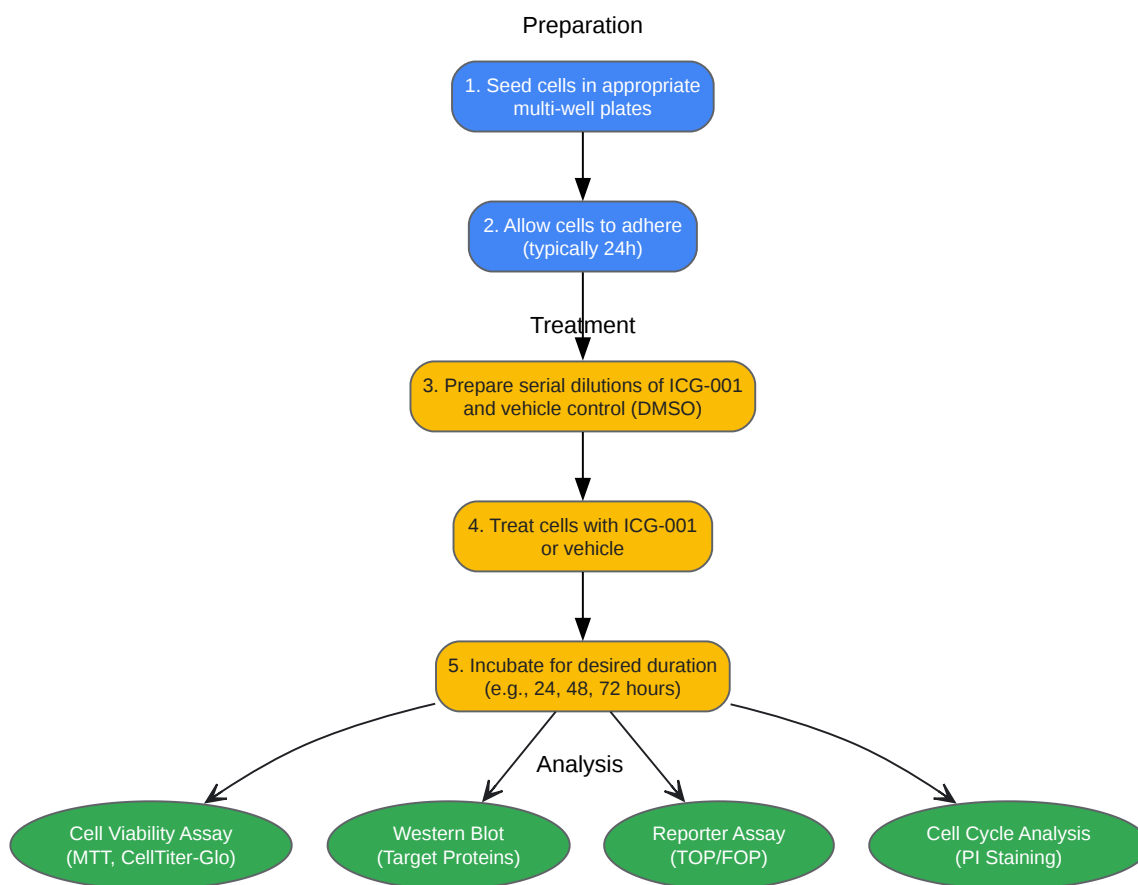 Preparation
1. Seed cells in appropriate
multi-well plates
2. Allow cells to adhere
(typically 24h)
Treatment
3. Prepare serial dilutions of ICG-001
and vehicle control (DMSO)
4. Treat cells with ICG-001
or vehicle
5. Incubate for desired duration
(e.g., 24, 48, 72 hours)
Analysis
Cell Viability Assay
(MTT, CellTiter-Glo)
Western Blot
(Target Proteins)
Reporter Assay
(TOP/FOP)
Cell Cycle Analysis
(PI Staining)